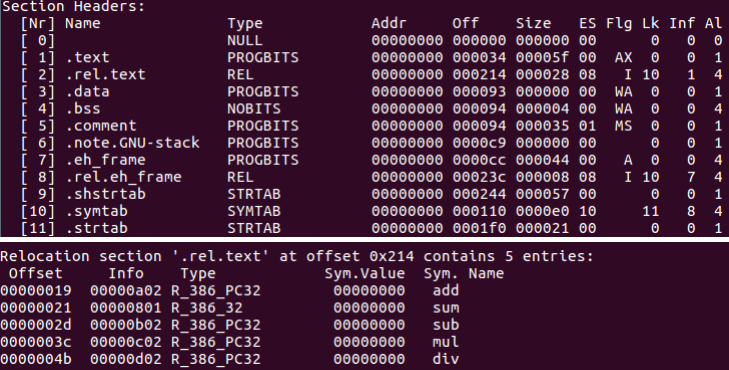 Section Headers:
  [Nr] Name              Type            Addr     Off    Size   ES Flg Lk Inf Al
  [ 0]                   NULL            00000000 000000 000000 00      0   0  0
  [ 1] .text             PROGBITS        00000000 000034 00005f 00  AX  0   0  1
  [ 2] .rel.text         REL             00000000 000214 000028 08   I 10   1  4
  [ 3] .data             PROGBITS        00000000 000093 000000 00  WA  0   0  1
  [ 4] .bss              NOBITS          00000000 000094 000004 00  WA  0   0  4
  [ 5] .comment          PROGBITS        00000000 000094 000035 01  MS  0   0  1
  [ 6] .note.GNU-stack   PROGBITS        00000000 0000c9 000000 00      0   0  1
  [ 7] .eh_frame         PROGBITS        00000000 0000cc 000044 00   A  0   0  4
  [ 8] .rel.eh_frame     REL             00000000 00023c 000008 08   I 10   7  4
  [ 9] .shstrtab         STRTAB          00000000 000244 000057 00      0   0  1
  [10] .symtab           SYMTAB          00000000 000110 0000e0 10     11   8  4
  [11] .strtab           STRTAB          00000000 0001f0 000021 00      0   0  1
Relocation section '.rel.text' at offset 0x214 contains 5 entries:
 Offset     Info    Type            Sym.Value  Sym. Name
00000019  00000a02 R_386_PC32        00000000   add
00000021  00000801 R_386_32          00000000   sum
0000002d  00000b02 R_386_PC32        00000000   sub
0000003c  00000c02 R_386_PC32        00000000   mul
0000004b  00000d02 R_386_PC32        00000000   div